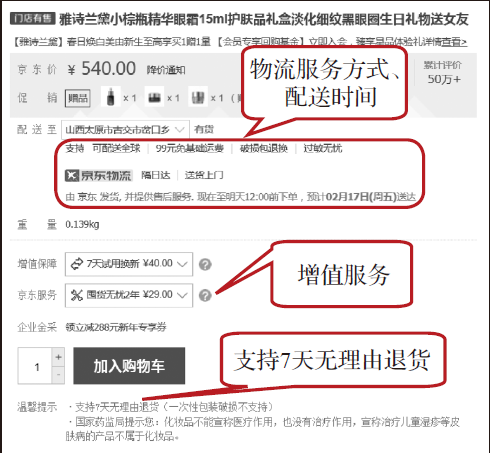 门店有售 雅诗兰黛小棕瓶精华眼霜15ml护肤品礼盒淡化细纹黑眼圈生日礼物送女友
【雅诗兰黛】春日焕白美由新生至高享买1赠1星 【会员专享回购基金】立即入会，臻享星品体验礼详情查看>
京东价 ¥ 540.00 降价通知
累计评价
50万+
促销 赠品 ×1 ×1 ×1
物流服务方式、
配送时间
配送至 山西太原市古交市岔口乡 有货
支持 可配送全球 99元免基础运费 破损包退换 过敏无忧
京东物流 隔日达 送货上门
由 京东 发货, 并提供售后服务. 现在至明天12:00前下单，预计02月17日(周五)送达
重量 0.139kg
增值保障 7天试用换新 ¥40.00 ?
增值服务
京东服务 囤货无忧2年 ¥29.00 ?
企业金采 领立减288元新年专享券
1 + - 加入购物车
支持7天无理由退货
温馨提示 ·支持7天无理由退货（一次性包装破损不支持）
·国家药监局提示您：化妆品不能宣称医疗作用，也没有治疗作用，宣称治疗儿童湿疹等皮
肤病的产品不属于化妆品。